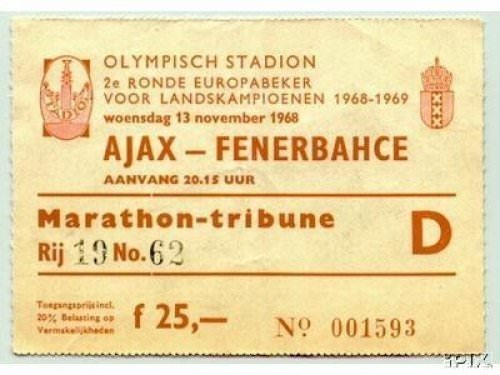 OLYMPISCH STADION
2e RONDE EUROPABEKER
VOOR LANDSKAMPIOENEN 1968-1969
woensdag 13 november 1968
AJAX – FENERBAHCE
AANVANG 20.15 UUR
Marathon-tribune
D
Rij 19 No. 62
Toegangsprijs incl.
20% Belasting op
Vermakelijkheden
f 25,—
No 001593